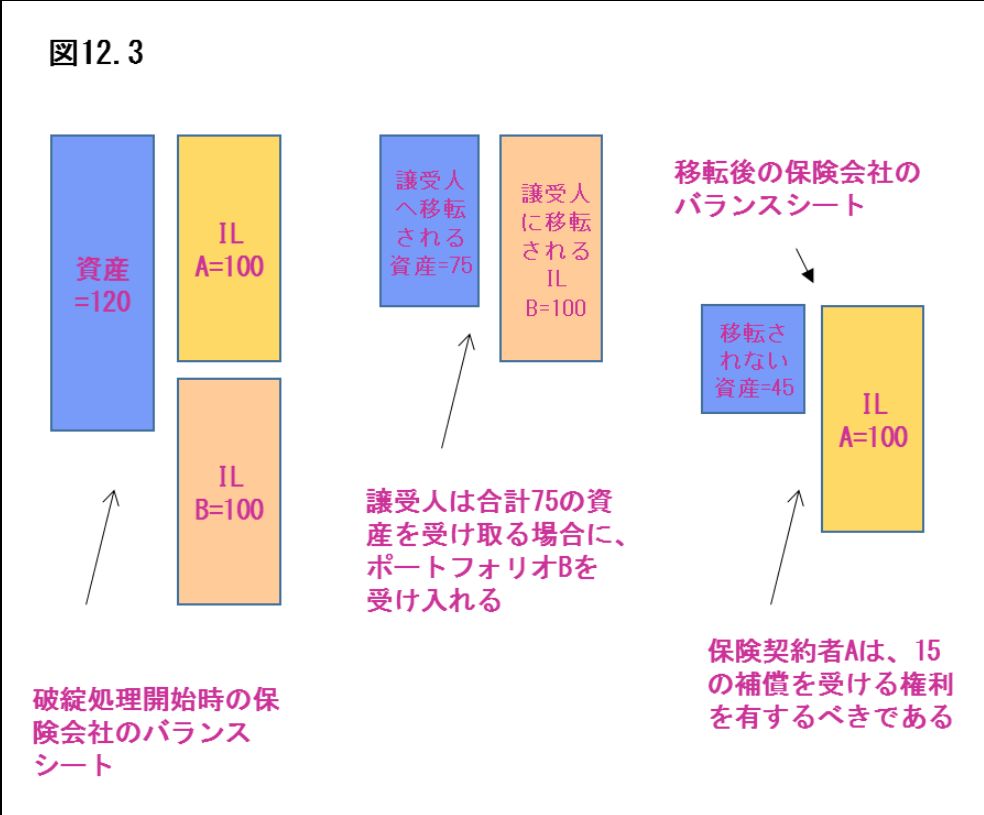 図12.3
資産
=120
IL
A=100
IL
B=100
破綻処理開始時の保
険会社のバランス
シート
譲受人
へ移転
される
資産=75
譲受人
に移転
される
IL
B=100
譲受人は合計75の資
産を受け取る場合に、
ポートフォリオBを
受け入れる
移転後の保険会社の
バランスシート
移転さ
れない
資産=45
IL
A=100
保険契約者Aは、15
の補償を受ける権利
を有するべきである